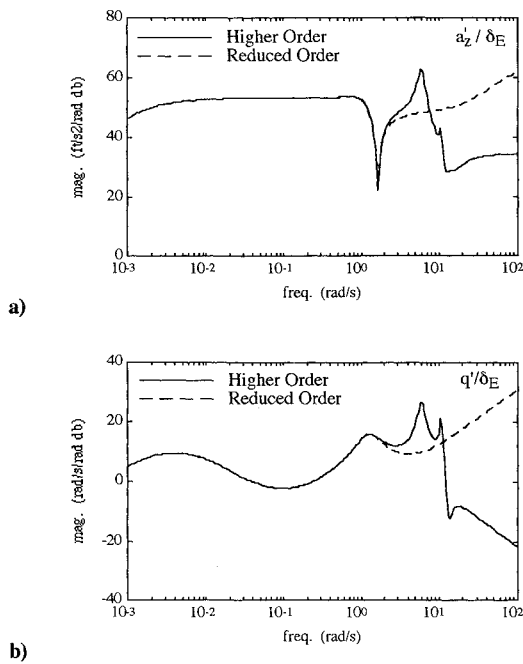 80
60
40
20
0
mag. (ft/s2/rad db)
Higher Order
Reduced Order
a'z / δE
10-3 10-2 10-1 100 101 102
freq. (rad/s)
a)
40
20
0
-20
-40
mag. (rad/s/rad db)
Higher Order
Reduced Order
q'/δE
10-3 10-2 10-1 100 101 102
freq. (rad/s)
b)